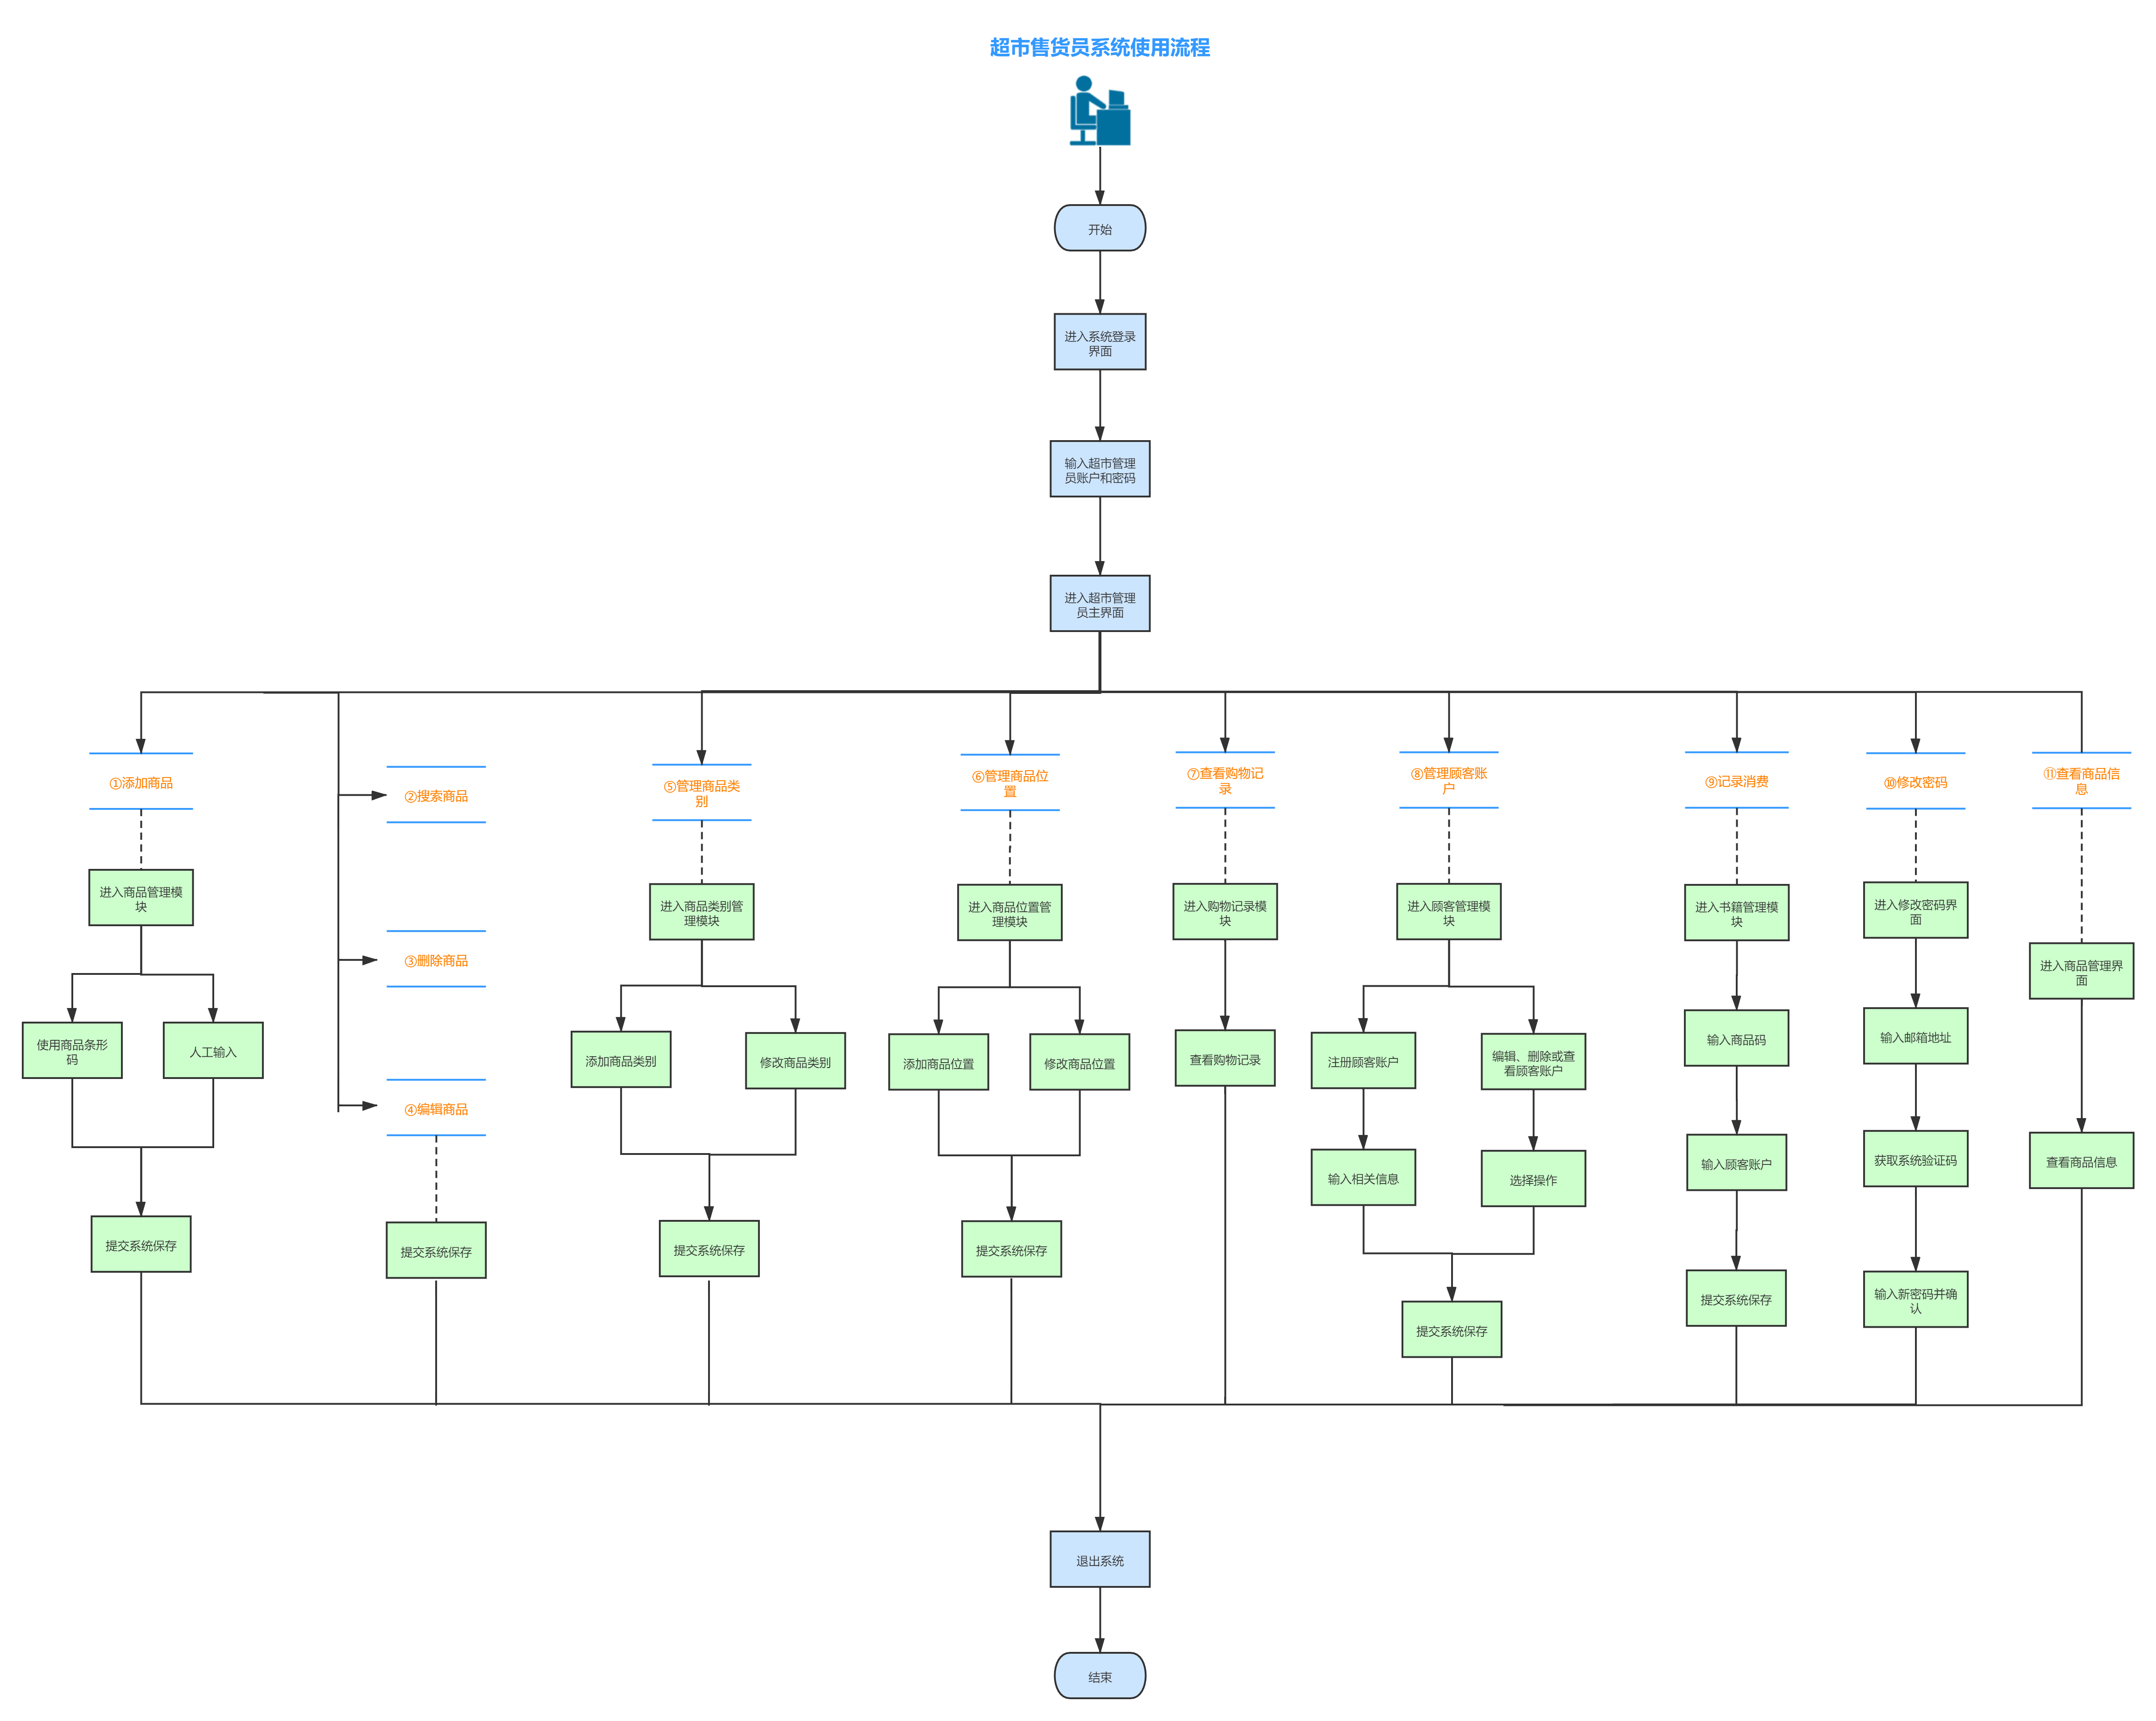 超市售货员系统使用流程
开始
进入系统登录
界面
输入超市管理
员账户和密码
进入超市管理
员主界面
①添加商品
进入商品管理模
块
使用商品条形
码
人工输入
提交系统保存
②搜索商品
③删除商品
④编辑商品
提交系统保存
⑤管理商品类
别
进入商品类别管
理模块
添加商品类别
修改商品类别
提交系统保存
⑥管理商品位
置
进入商品位置管
理模块
添加商品位置
修改商品位置
提交系统保存
⑦查看购物记
录
进入购物记录模
块
查看购物记录
⑧管理顾客账
户
进入顾客管理模
块
注册顾客账户
输入相关信息
编辑、删除或查
看顾客账户
选择操作
提交系统保存
⑨记录消费
进入书籍管理模
块
输入商品码
输入顾客账户
提交系统保存
⑩修改密码
进入修改密码界
面
输入邮箱地址
获取系统验证码
输入新密码并确
认
⑪查看商品信
息
进入商品管理界
面
查看商品信息
退出系统
结束